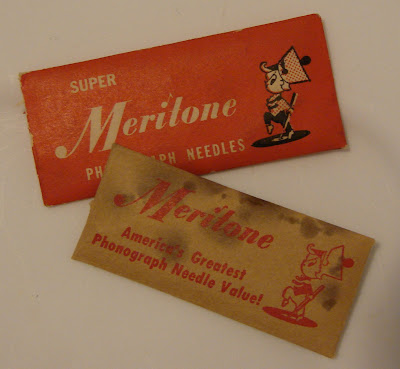 SUPER
Meritone
PHONOGRAPH NEEDLES
Meritone
America's Greatest
Phonograph Needle Value!